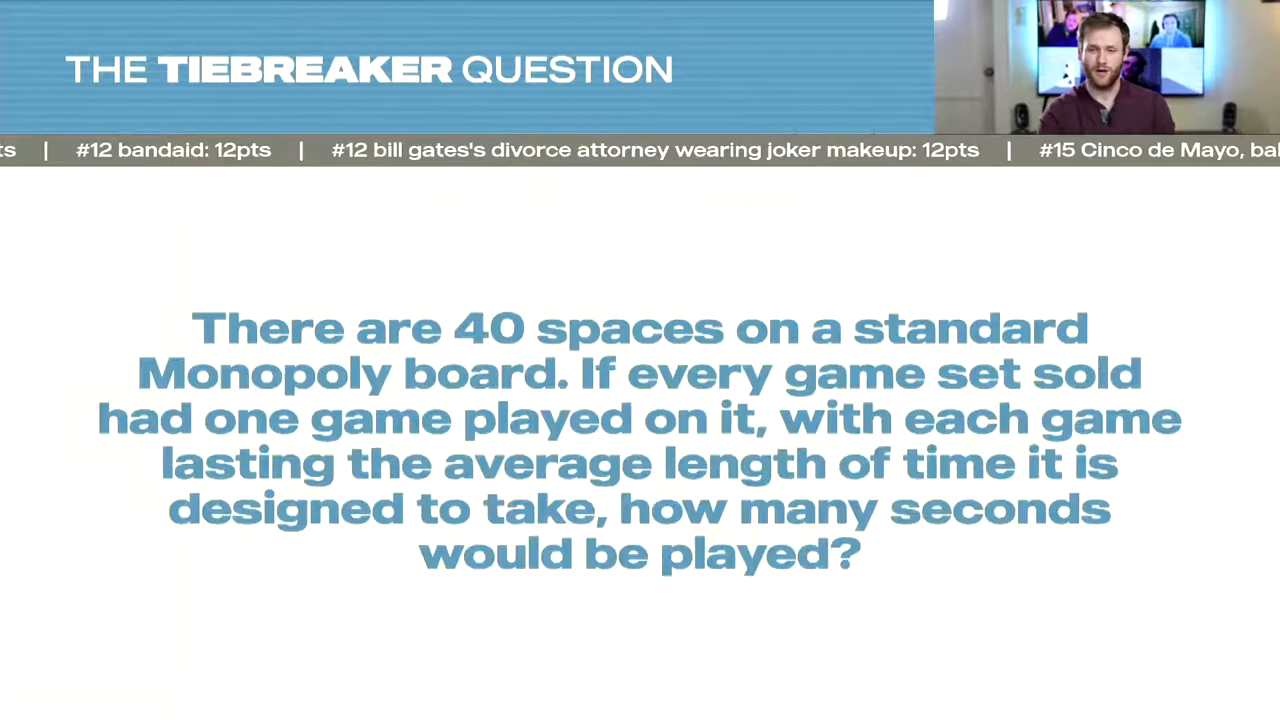 THE TIEBREAKER QUESTION
ts | #12 bandaid: 12pts | #12 bill gates's divorce attorney wearing joker makeup: 12pts | #15 Cinco de Mayo, bal
There are 40 spaces on a standard
Monopoly board. If every game set sold
had one game played on it, with each game
lasting the average length of time it is
designed to take, how many seconds
would be played?